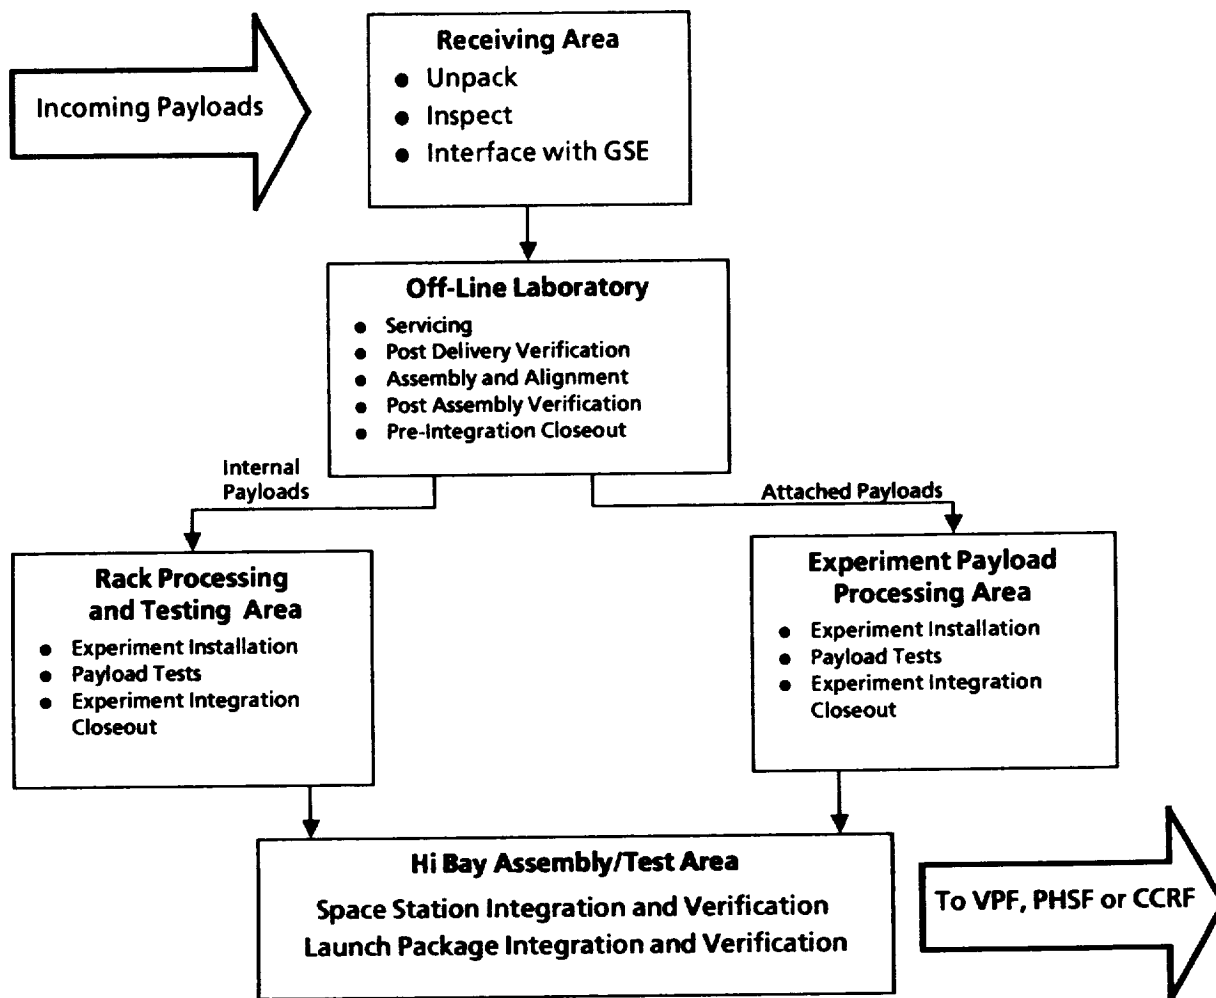 Incoming Payloads
Receiving Area
● Unpack
● Inspect
● Interface with GSE
Off-Line Laboratory
● Servicing
● Post Delivery Verification
● Assembly and Alignment
● Post Assembly Verification
● Pre-Integration Closeout
Internal
Payloads
Attached Payloads
Rack Processing
and Testing Area
● Experiment Installation
● Payload Tests
● Experiment Integration
Closeout
Experiment Payload
Processing Area
● Experiment Installation
● Payload Tests
● Experiment Integration
Closeout
Hi Bay Assembly/Test Area
Space Station Integration and Verification
Launch Package Integration and Verification
To VPF, PHSF or CCRF